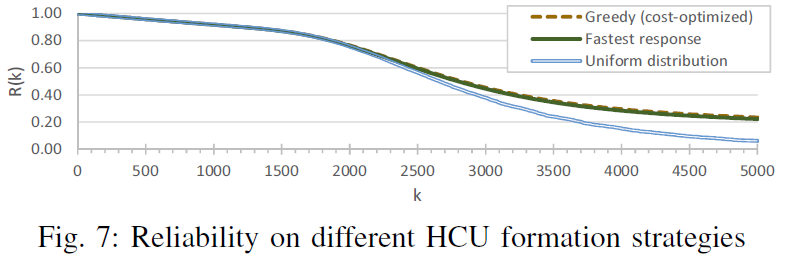 1.00
0.80
0.60
0.40
0.20
0.00
R(k)
Greedy (cost-optimized)
Fastest response
Uniform distribution
0 500 1000 1500 2000 2500 3000 3500 4000 4500 5000
k
Fig. 7: Reliability on different HCU formation strategies